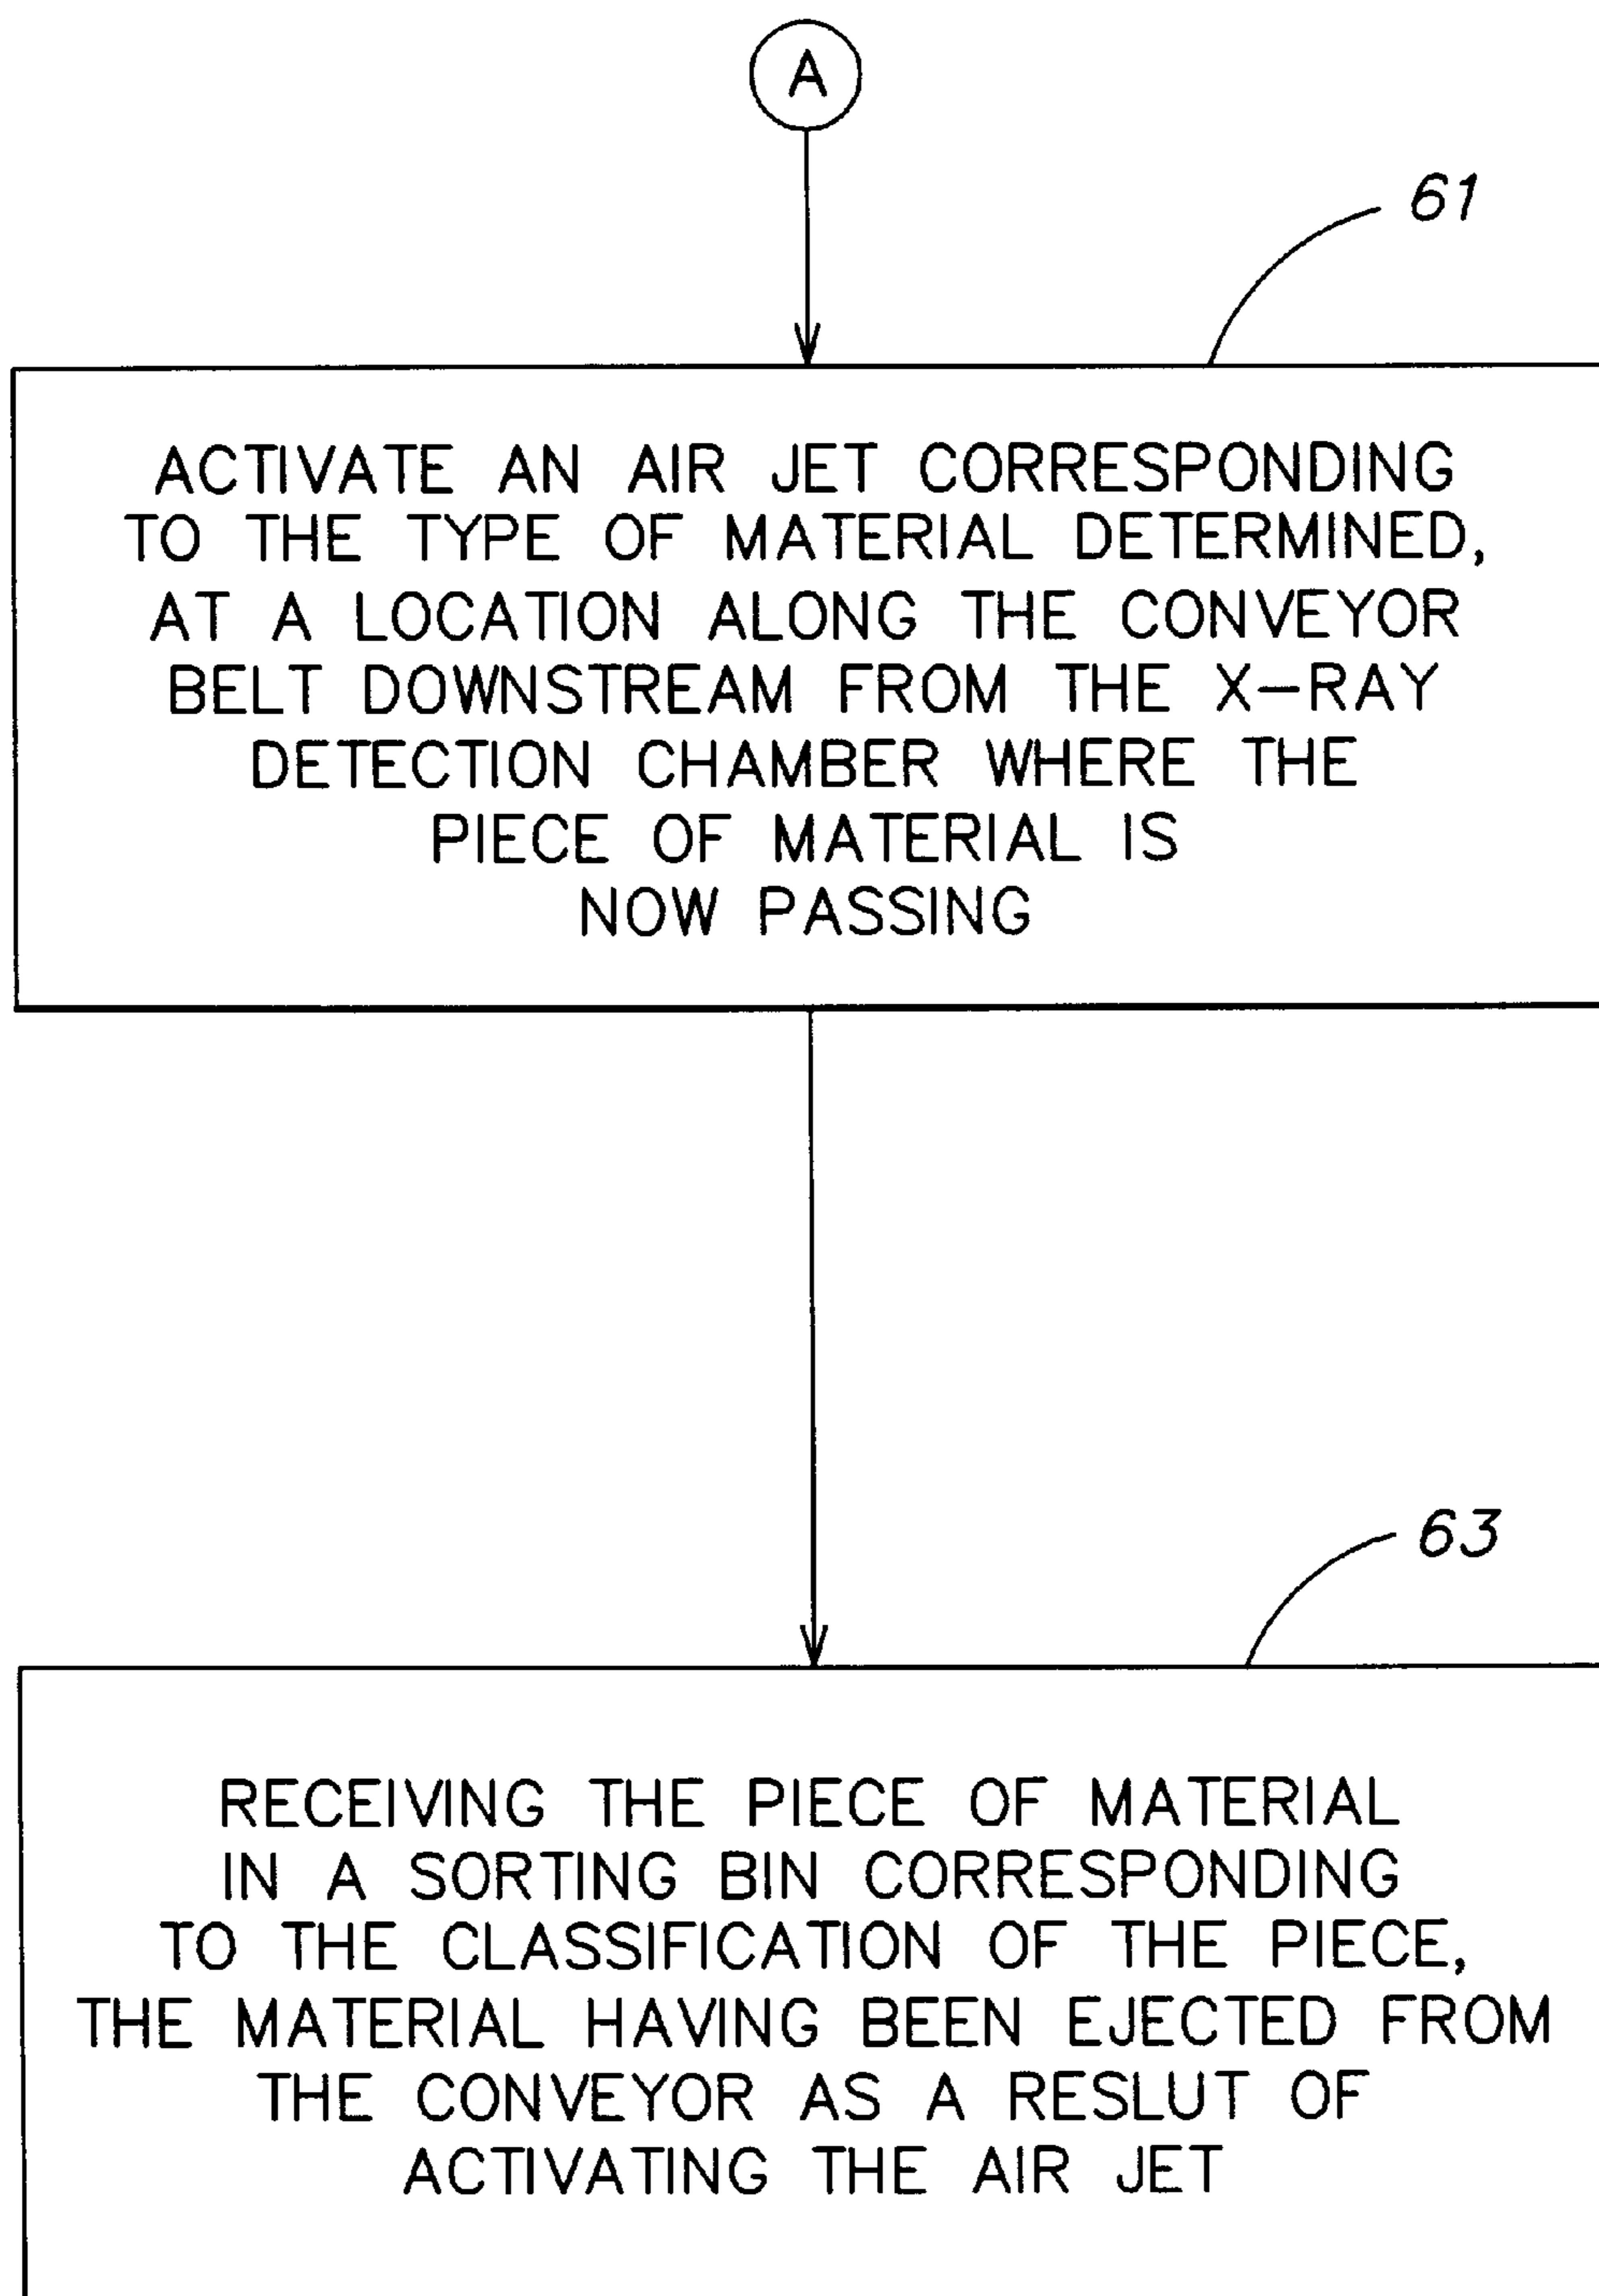 A
61
ACTIVATE AN AIR JET CORRESPONDING
TO THE TYPE OF MATERIAL DETERMINED,
AT A LOCATION ALONG THE CONVEYOR
BELT DOWNSTREAM FROM THE X-RAY
DETECTION CHAMBER WHERE THE
PIECE OF MATERIAL IS
NOW PASSING
63
RECEIVING THE PIECE OF MATERIAL
IN A SORTING BIN CORRESPONDING
TO THE CLASSIFICATION OF THE PIECE,
THE MATERIAL HAVING BEEN EJECTED FROM
THE CONVEYOR AS A RESLUT OF
ACTIVATING THE AIR JET